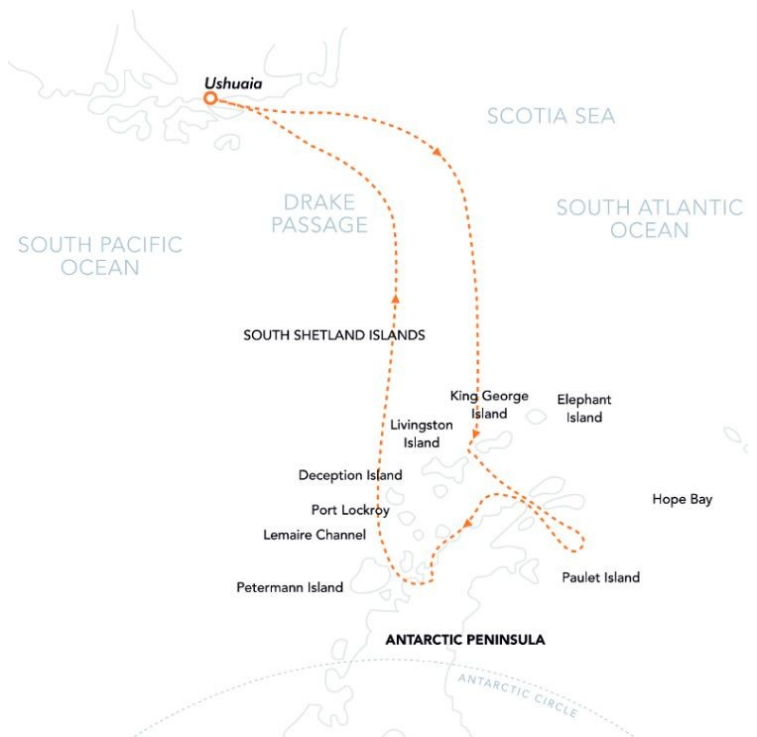 Ushuaia
SCOTIA SEA
DRAKE
PASSAGE
SOUTH ATLANTIC
OCEAN
SOUTH PACIFIC
OCEAN
SOUTH SHETLAND ISLANDS
King George
Island
Elephant
Island
Livingston
Island
Deception Island
Hope Bay
Port Lockroy
Lemaire Channel
Paulet Island
Petermann Island
ANTARCTIC PENINSULA
ANTARCTIC CIRCLE